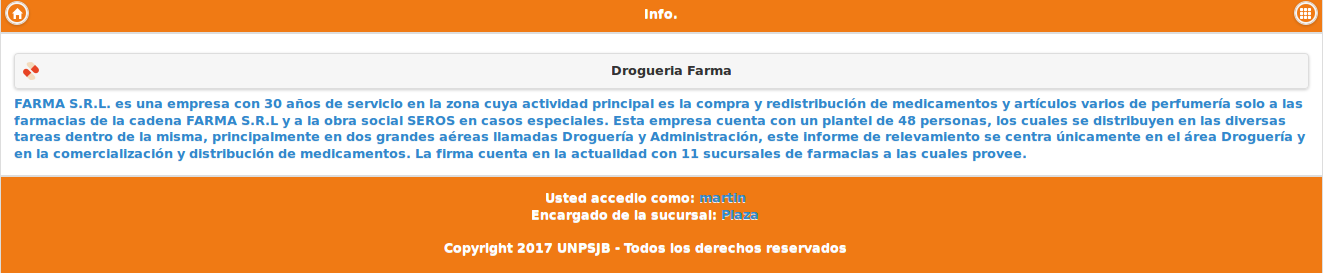 Info.
Drogueria Farma
FARMA S.R.L. es una empresa con 30 años de servicio en la zona cuya actividad principal es la compra y redistribución de medicamentos y artículos varios de perfumería solo a las
farmacias de la cadena FARMA S.R.L y a la obra social SEROS en casos especiales. Esta empresa cuenta con un plantel de 48 personas, los cuales se distribuyen en las diversas
tareas dentro de la misma, principalmente en dos grandes aéreas llamadas Droguería y Administración, este informe de relevamiento se centra únicamente en el área Droguería y
en la comercialización y distribución de medicamentos. La firma cuenta en la actualidad con 11 sucursales de farmacias a las cuales provee.
Usted accedio como: martin
Encargado de la sucursal: Plaza
Copyright 2017 UNPSJB - Todos los derechos reservados